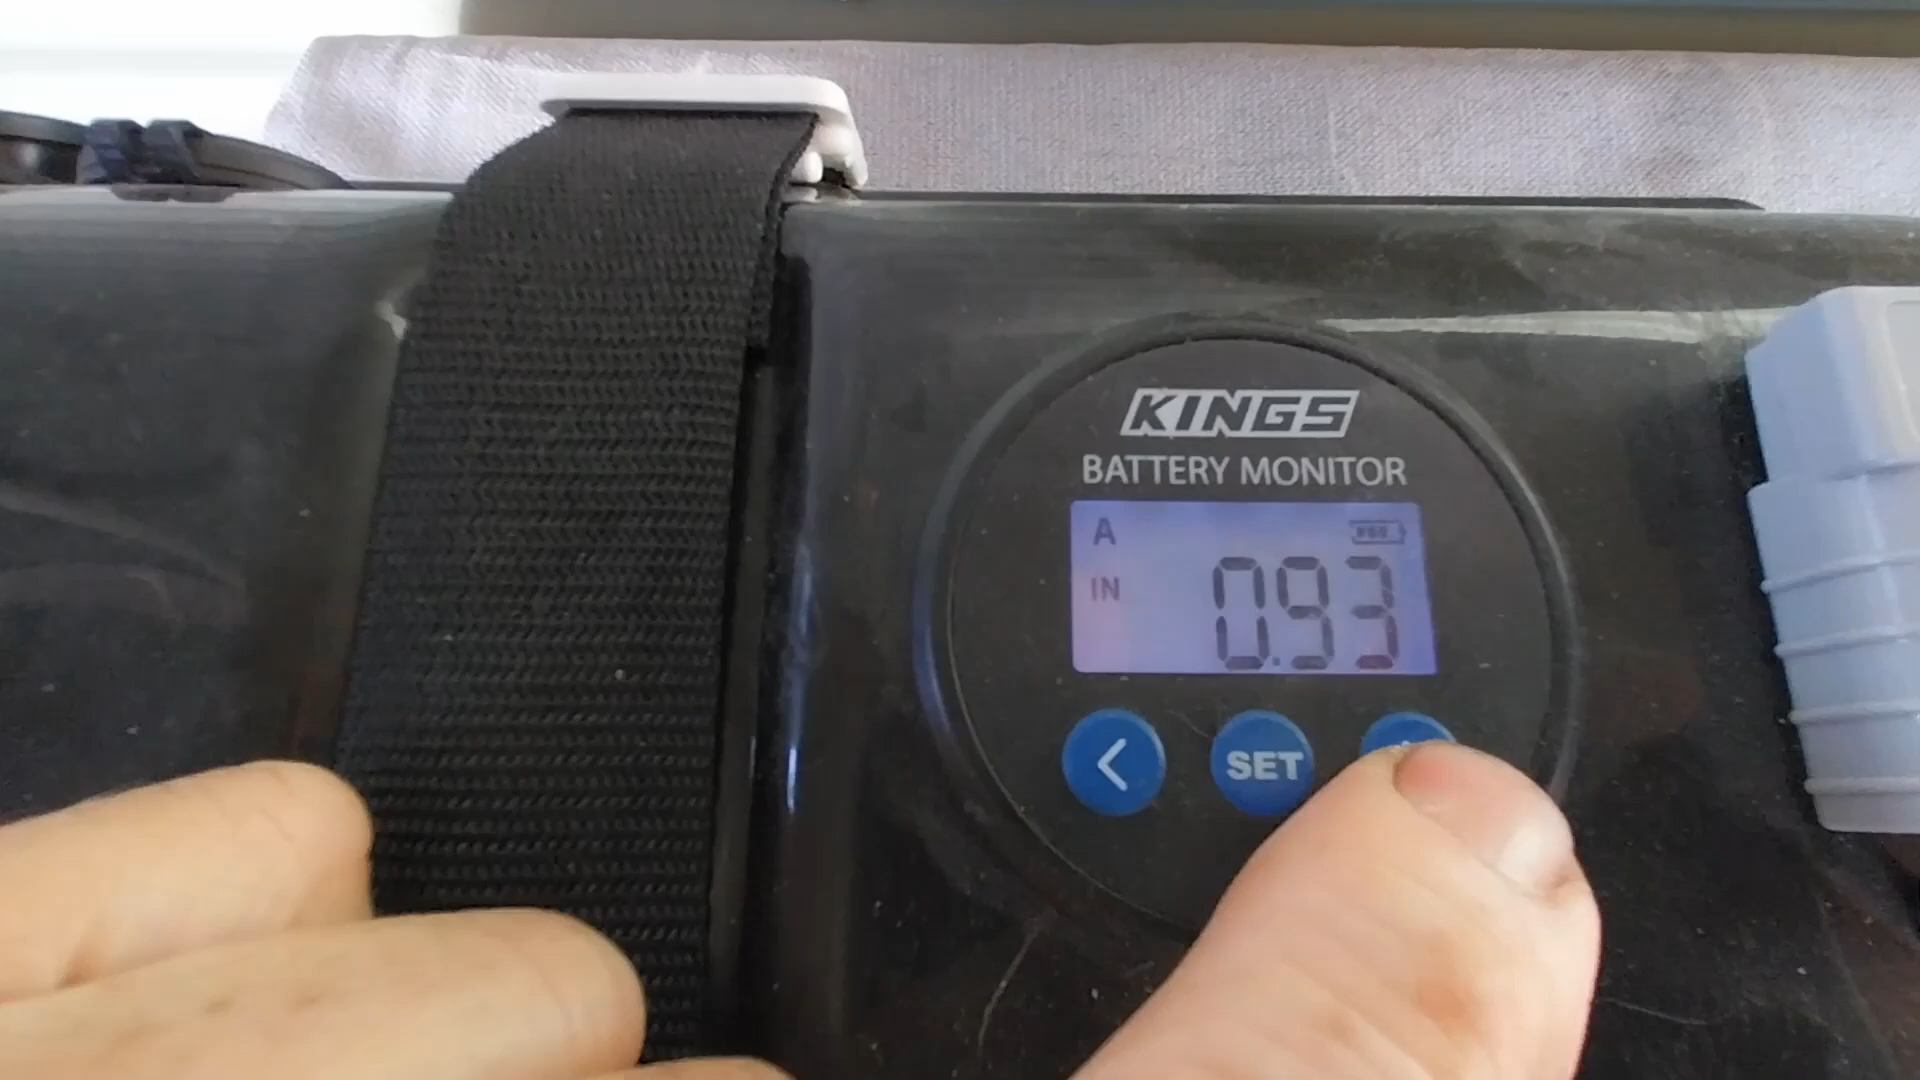 KINGS
BATTERY MONITOR
A
IN 0.93
<
SET